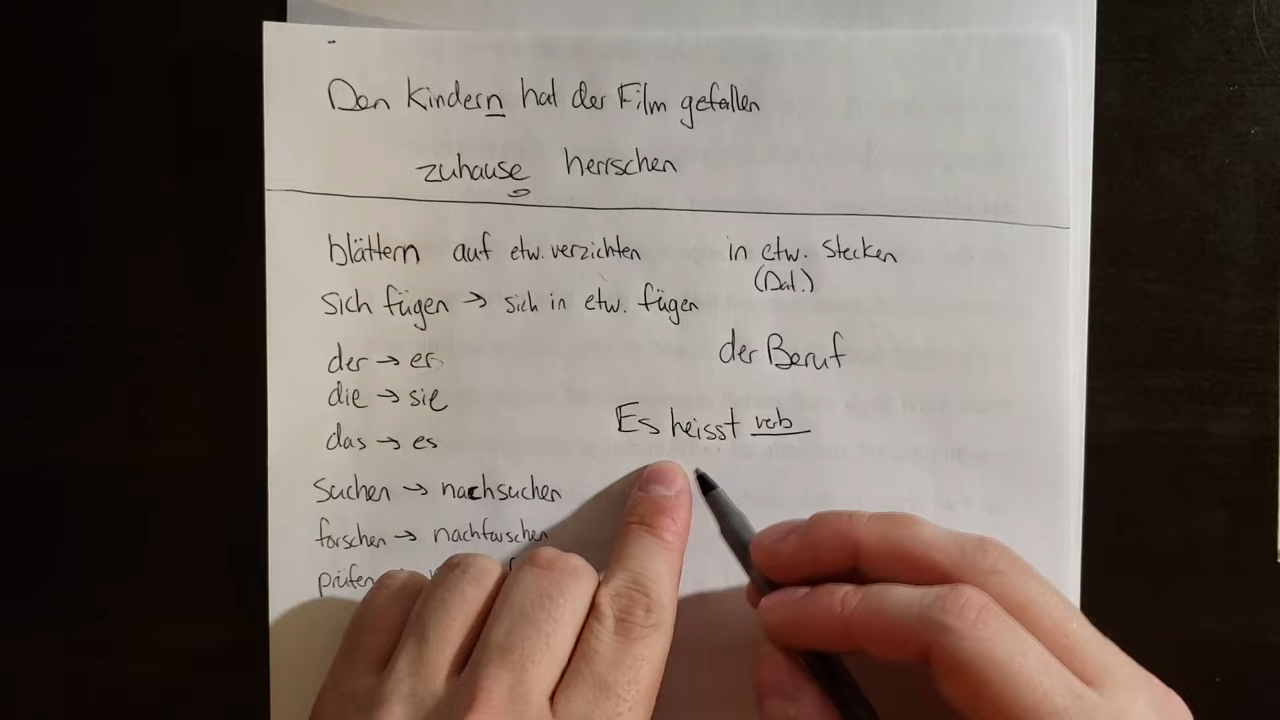 Den Kindern hat der Film gefallen
zuhause herrschen
blättern auf etw. verzichten in etw. stecken
(Dat.)
sich fügen → sich in etw. fügen
der Beruf
der → er
die → sie
das → es
Es heisst verb
suchen → nachsuchen
forschen → nachforschen
prüfen